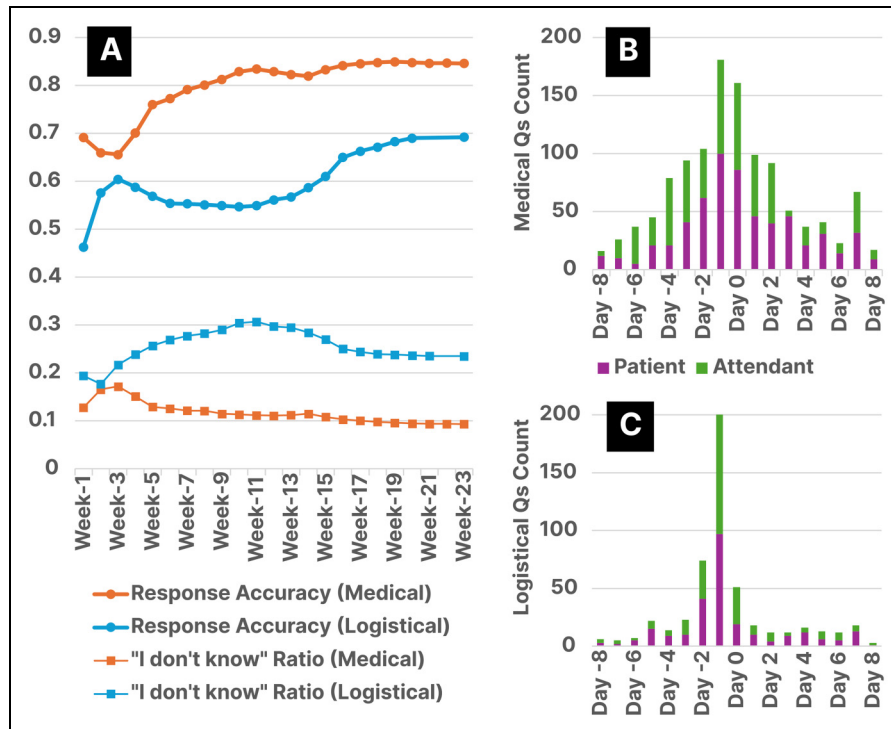 A
0.9
0.8
0.7
0.6
0.5
0.4
0.3
0.2
0.1
0
Week-1
Week-3
Week-5
Week-7
Week-9
Week-11
Week-13
Week-15
Week-17
Week-19
Week-21
Week-23
Response Accuracy (Medical)
Response Accuracy (Logistical)
"I don't know" Ratio (Medical)
"I don't know" Ratio (Logistical)
B
Medical Qs Count
200
150
100
50
0
Day -8
Day -6
Day -4
Day -2
Day 0
Day 2
Day 4
Day 6
Day 8
Patient Attendant
C
Logistical Qs Count
200
150
100
50
0
Day -8
Day -6
Day -4
Day -2
Day 0
Day 2
Day 4
Day 6
Day 8